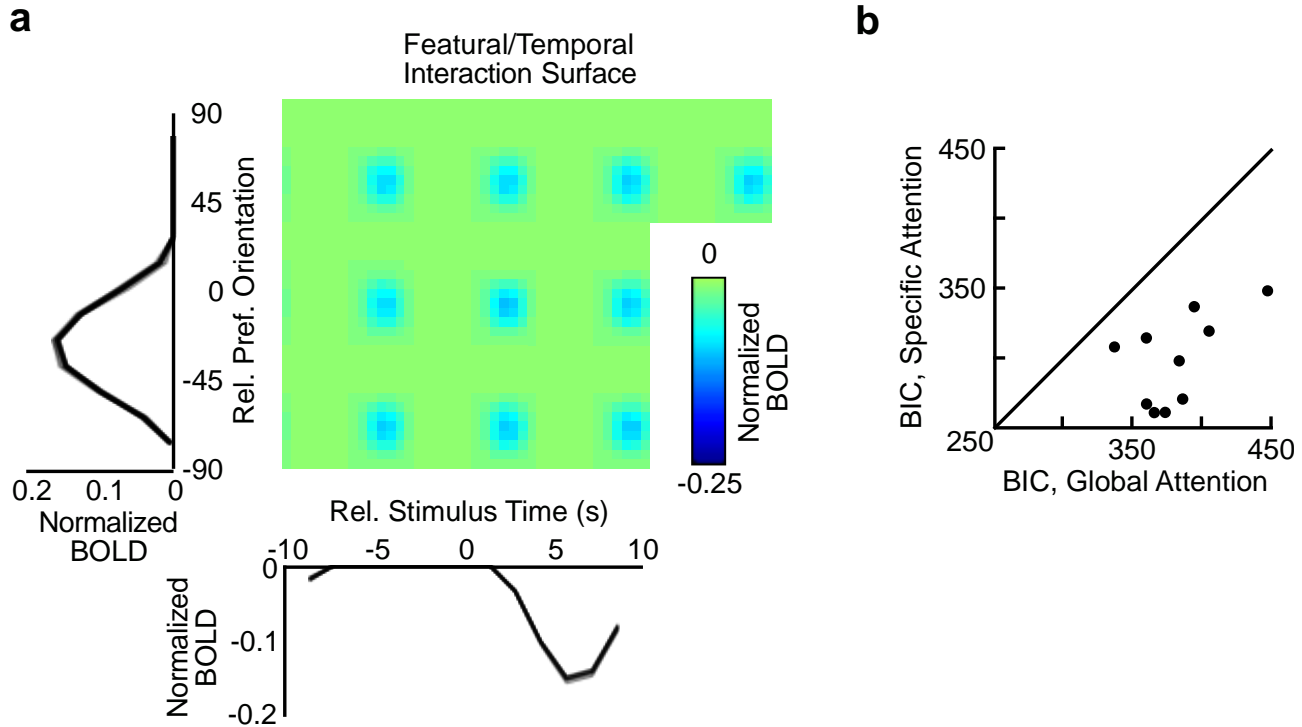 a
Featural/Temporal
Interaction Surface
90
45
0
-45
-90
Rel. Pref. Orientation
0.2 0.1 0
Normalized
BOLD
0
Normalized
BOLD
-0.25
Rel. Stimulus Time (s)
-10 -5 0 5 10
0
-0.1
-0.2
Normalized
BOLD
b
450
350
250
BIC, Specific Attention
350 450
BIC, Global Attention